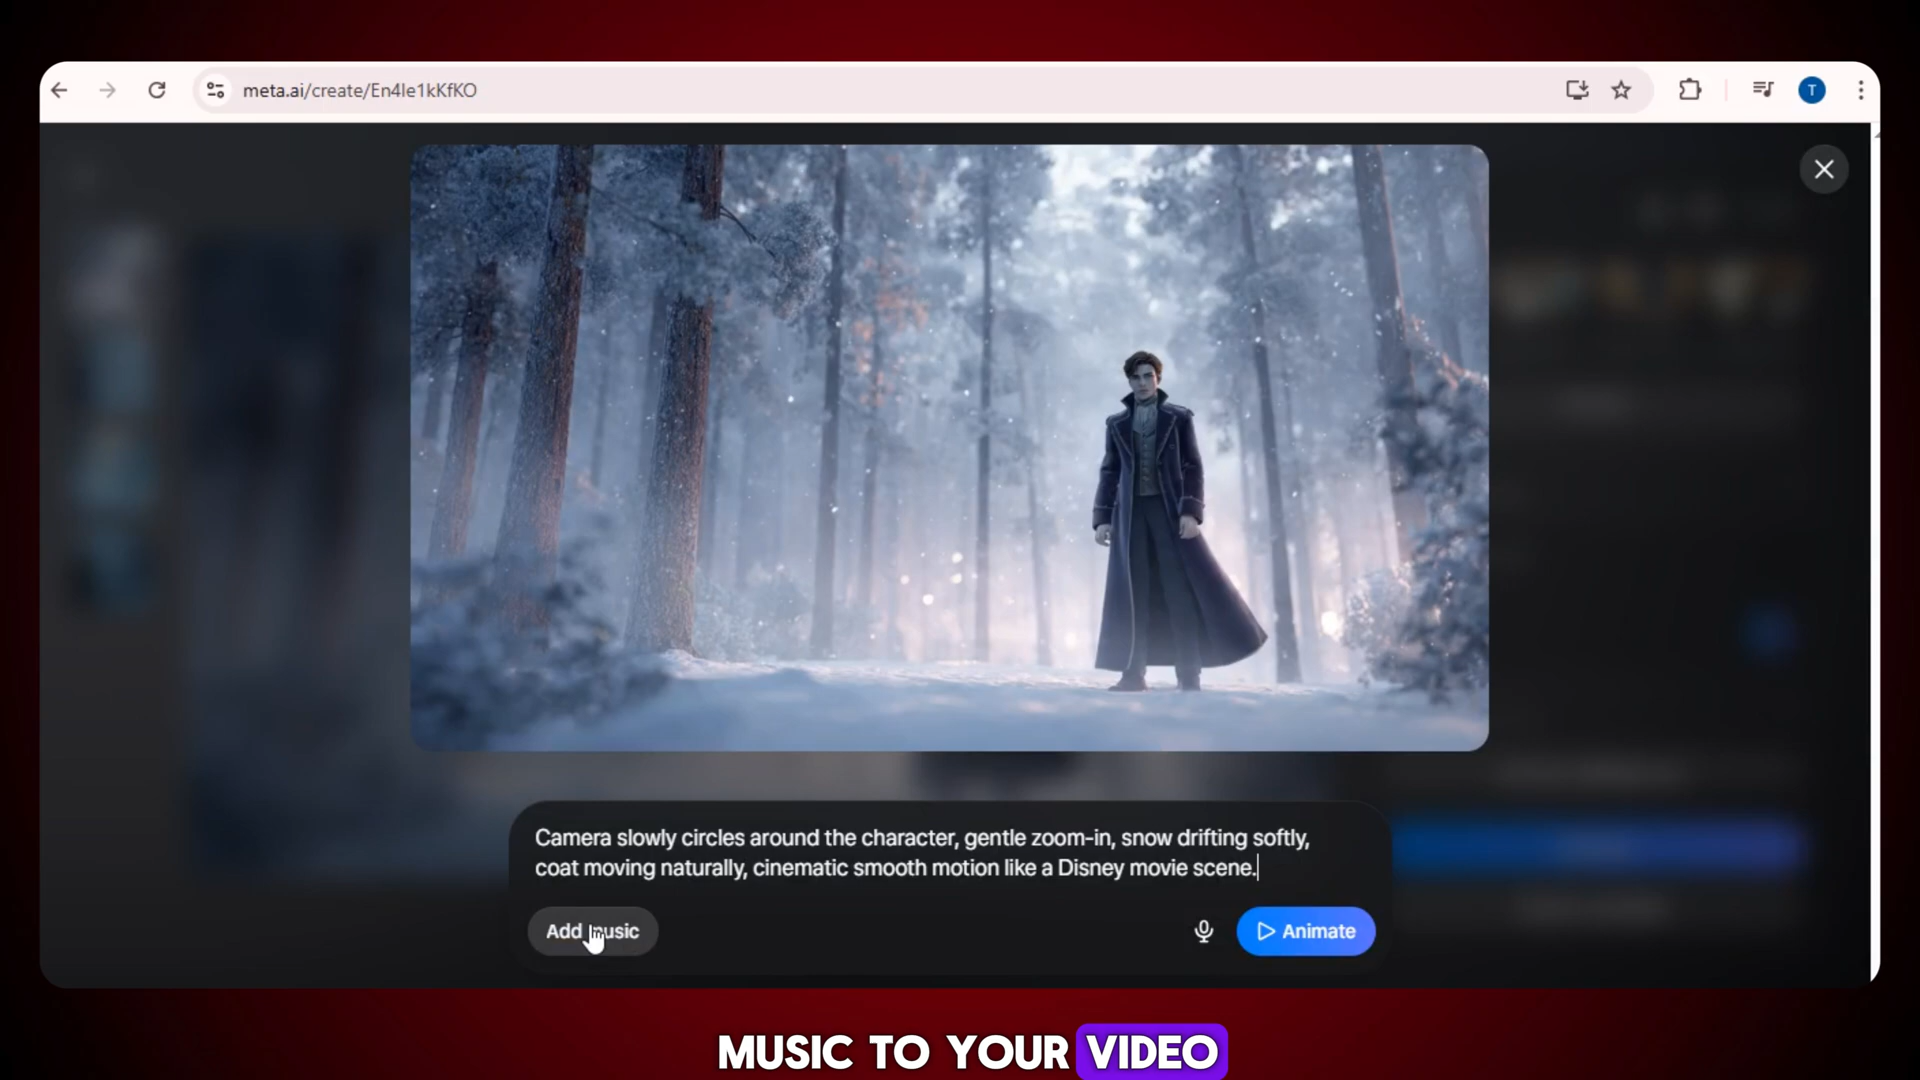 meta.ai/create/En4le1kKfKO
T
Camera slowly circles around the character, gentle zoom-in, snow drifting softly,
coat moving naturally, cinematic smooth motion like a Disney movie scene.
Add music
Animate
MUSIC TO YOUR VIDEO